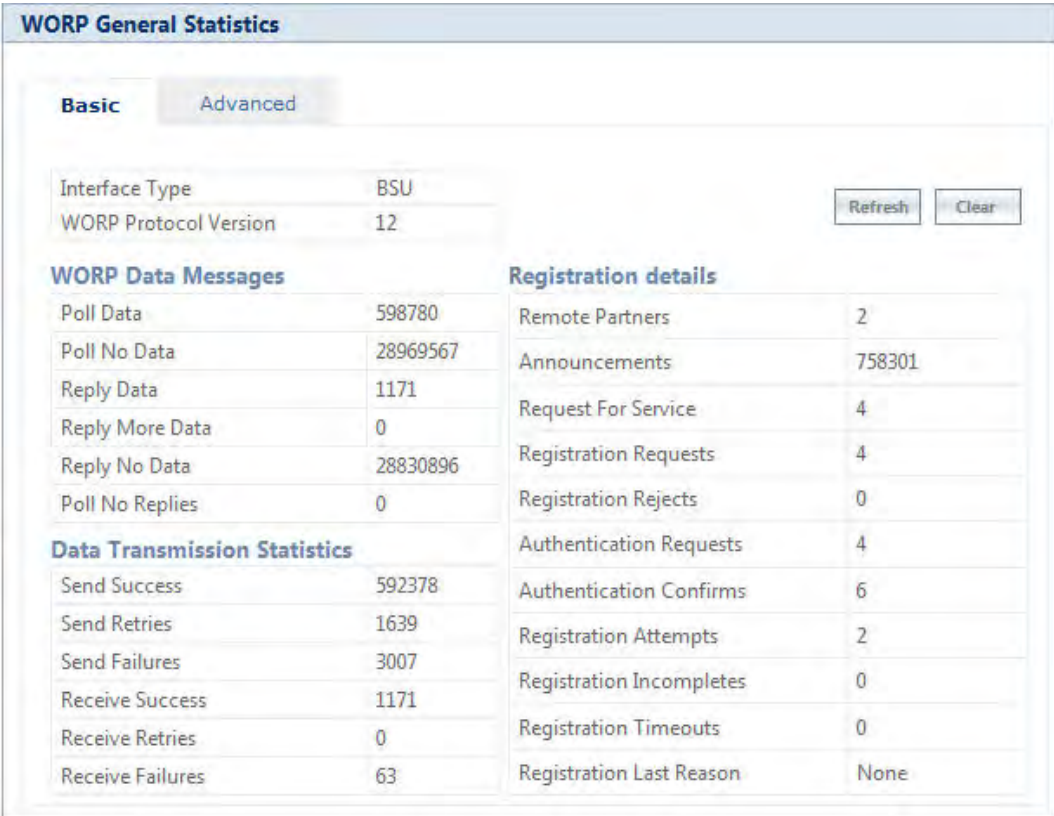 WORP General Statistics
Basic Advanced
Interface Type BSU
WORP Protocol Version 12
Refresh Clear
WORP Data Messages
Poll Data 598780
Poll No Data 28969567
Reply Data 1171
Reply More Data 0
Reply No Data 28830896
Poll No Replies 0
Data Transmission Statistics
Send Success 592378
Send Retries 1639
Send Failures 3007
Receive Success 1171
Receive Retries 0
Receive Failures 63
Registration details
Remote Partners 2
Announcements 758301
Request For Service 4
Registration Requests 4
Registration Rejects 0
Authentication Requests 4
Authentication Confirms 6
Registration Attempts 2
Registration Incompletes 0
Registration Timeouts 0
Registration Last Reason None